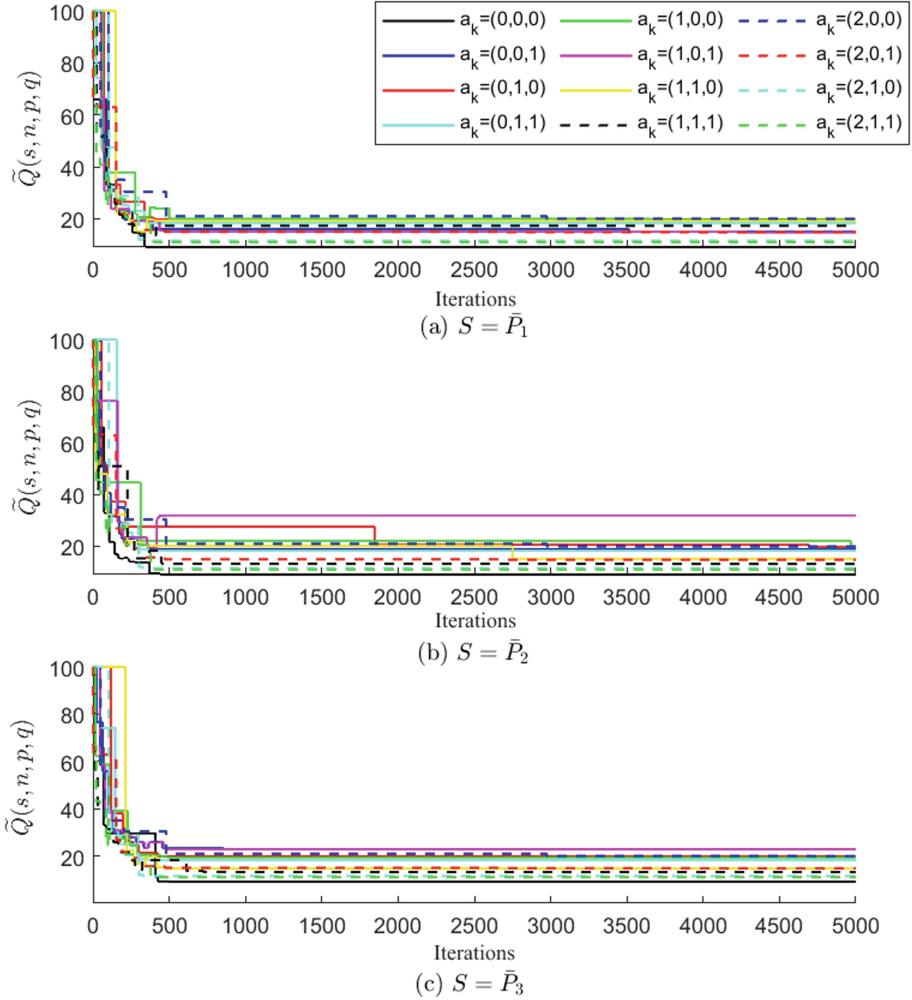 100
80
60
40
20
Q̃(s, n, p, q)
a_k=(0,0,0) a_k=(1,0,0) a_k=(2,0,0)
a_k=(0,0,1) a_k=(1,0,1) a_k=(2,0,1)
a_k=(0,1,0) a_k=(1,1,0) a_k=(2,1,0)
a_k=(0,1,1) a_k=(1,1,1) a_k=(2,1,1)
0 500 1000 1500 2000 2500 3000 3500 4000 4500 5000
Iterations
(a) S = P̄₁
100
80
60
40
20
Q̃(s, n, p, q)
0 500 1000 1500 2000 2500 3000 3500 4000 4500 5000
Iterations
(b) S = P̄₂
100
80
60
40
20
Q̃(s, n, p, q)
0 500 1000 1500 2000 2500 3000 3500 4000 4500 5000
Iterations
(c) S = P̄₃